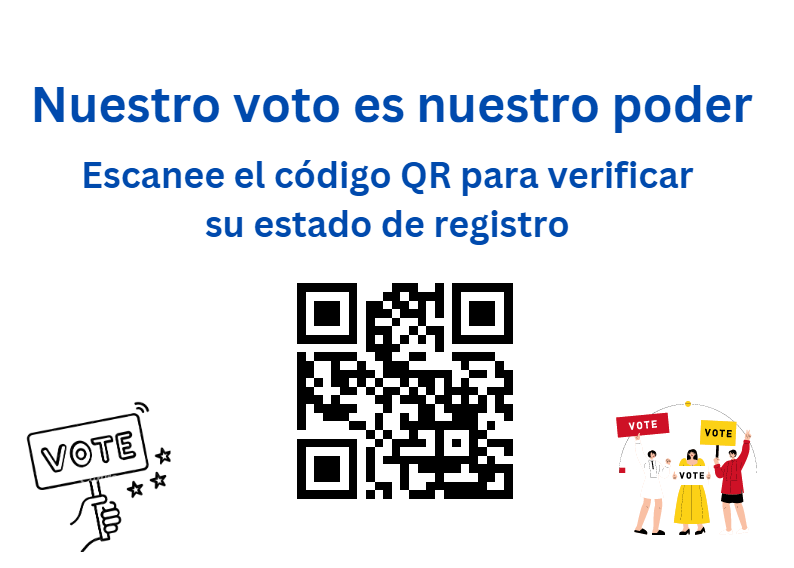 Nuestro voto es nuestro poder
Escanee el código QR para verificar
su estado de registro
VOTE
VOTE
VOTE
VOTE